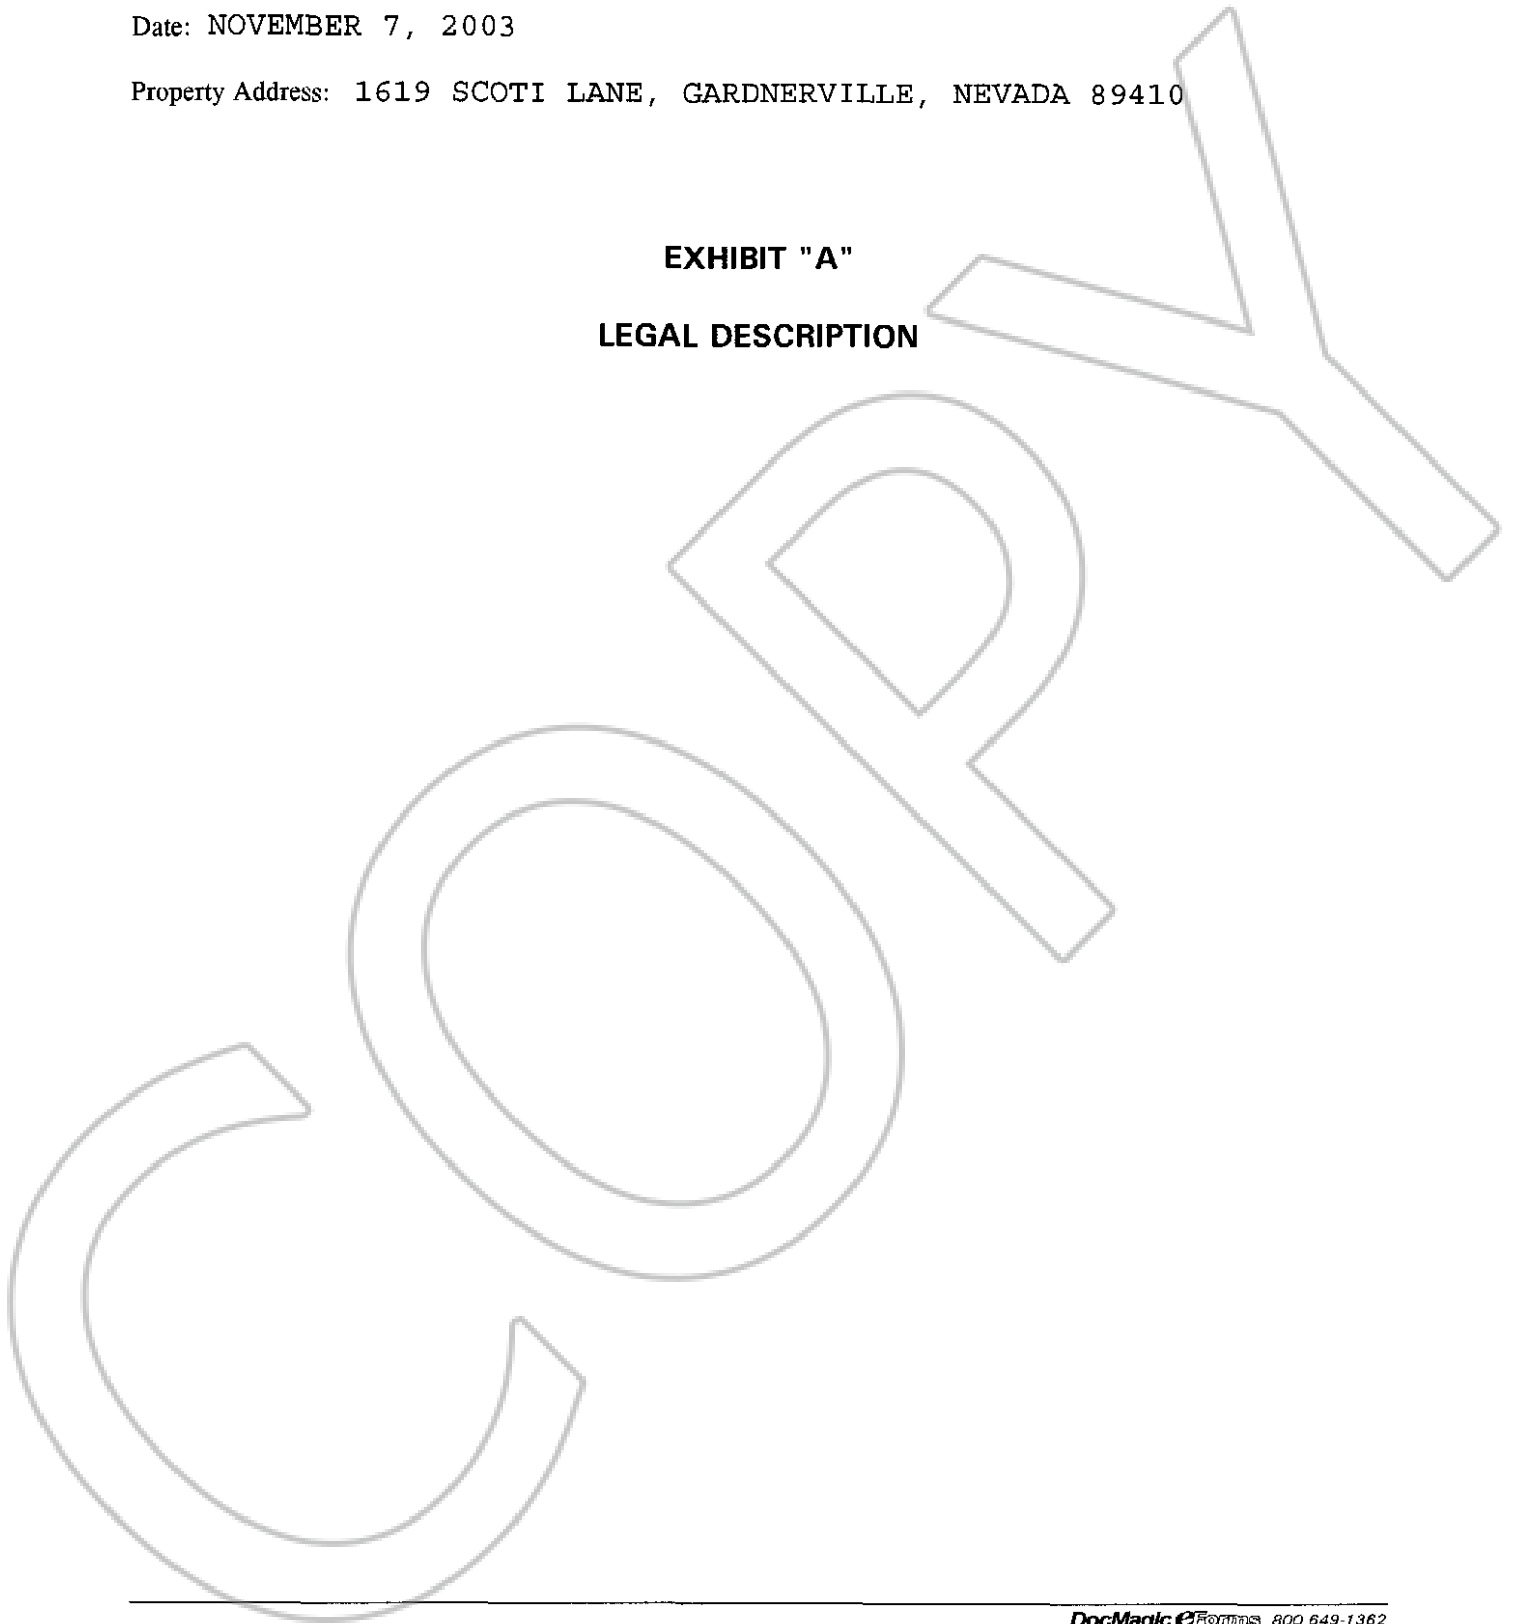 Date: NOVEMBER 7, 2003
Property Address: 1619 SCOTI LANE, GARDNERVILLE, NEVADA 89410
EXHIBIT "A"
LEGAL DESCRIPTION
COPY
DocMagic eForms 800 649-1362